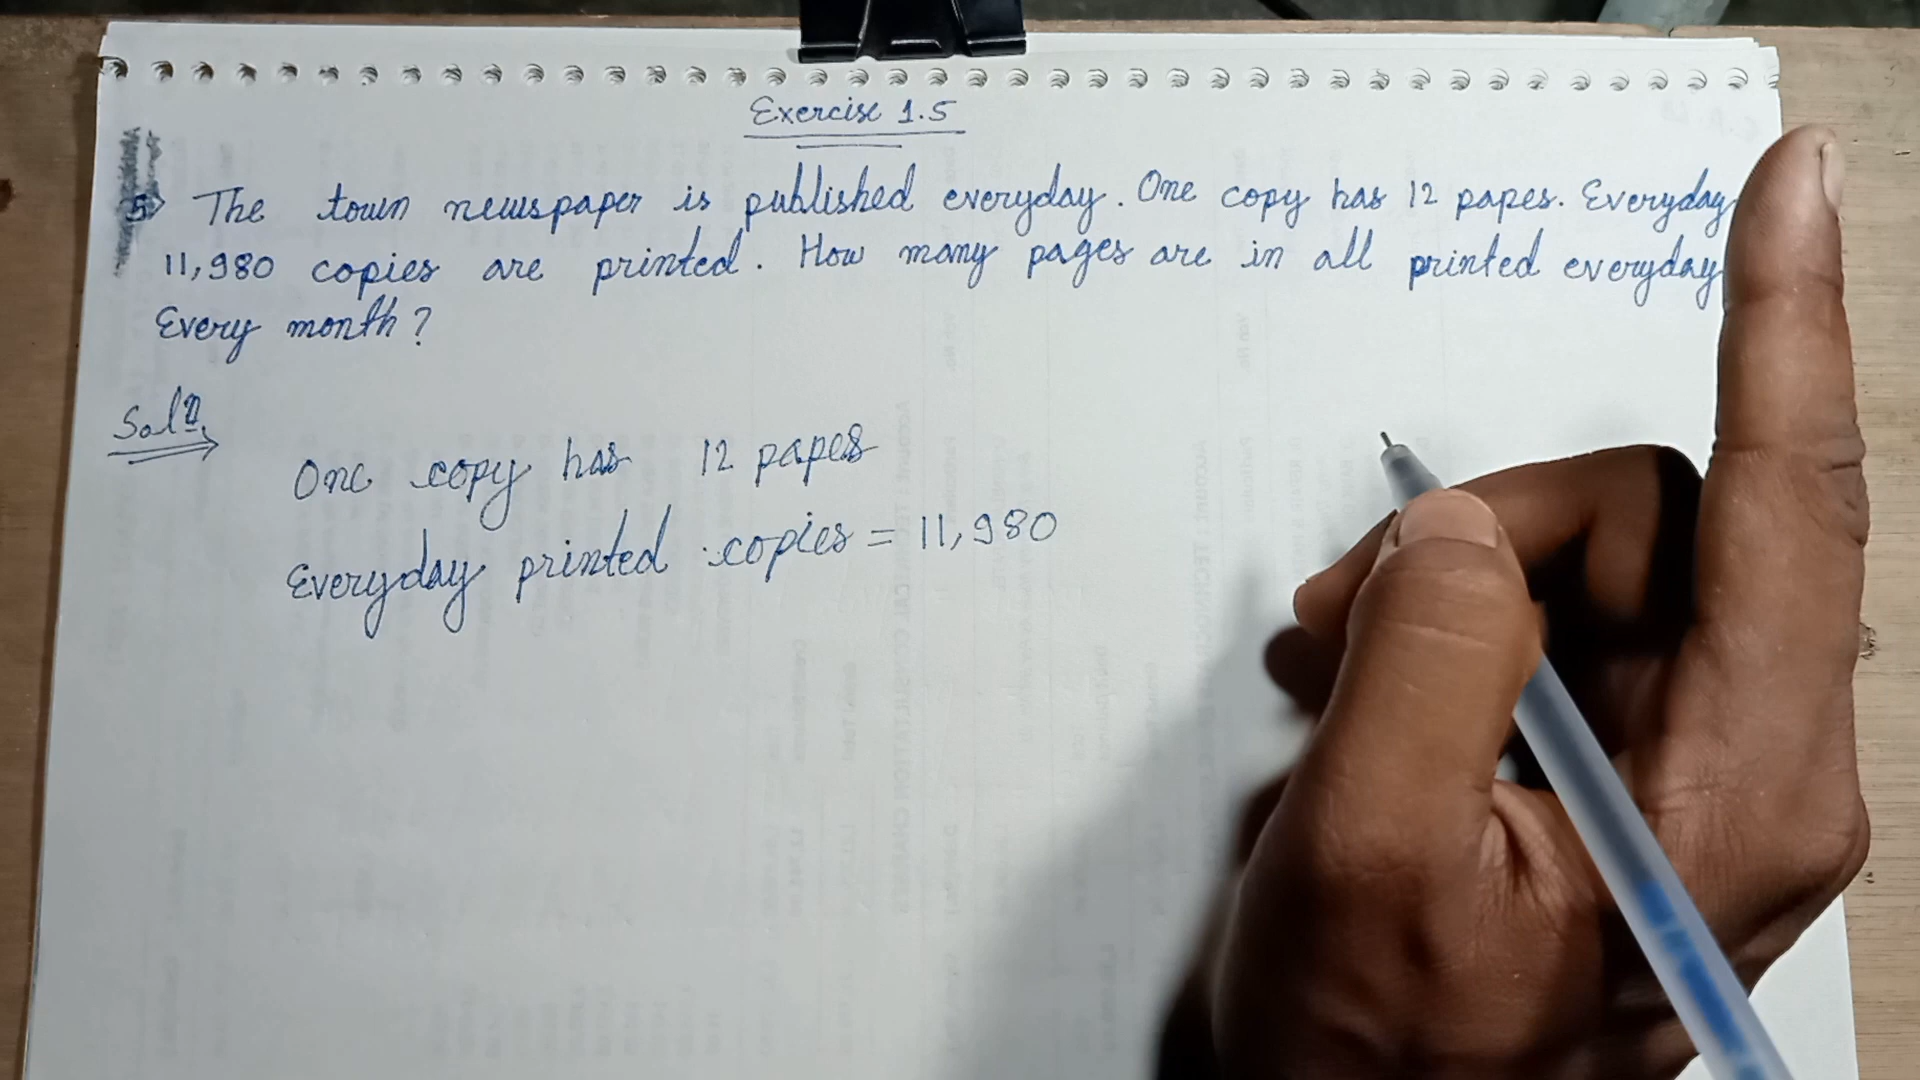 Exercise 1.5
5 The town newspaper is published everyday. One copy has 12 papes. Everyday
11,980 copies are printed. How many pages are in all printed everyday
Every month?
Solⁿ
One copy has 12 papes
Everyday printed copies = 11,980